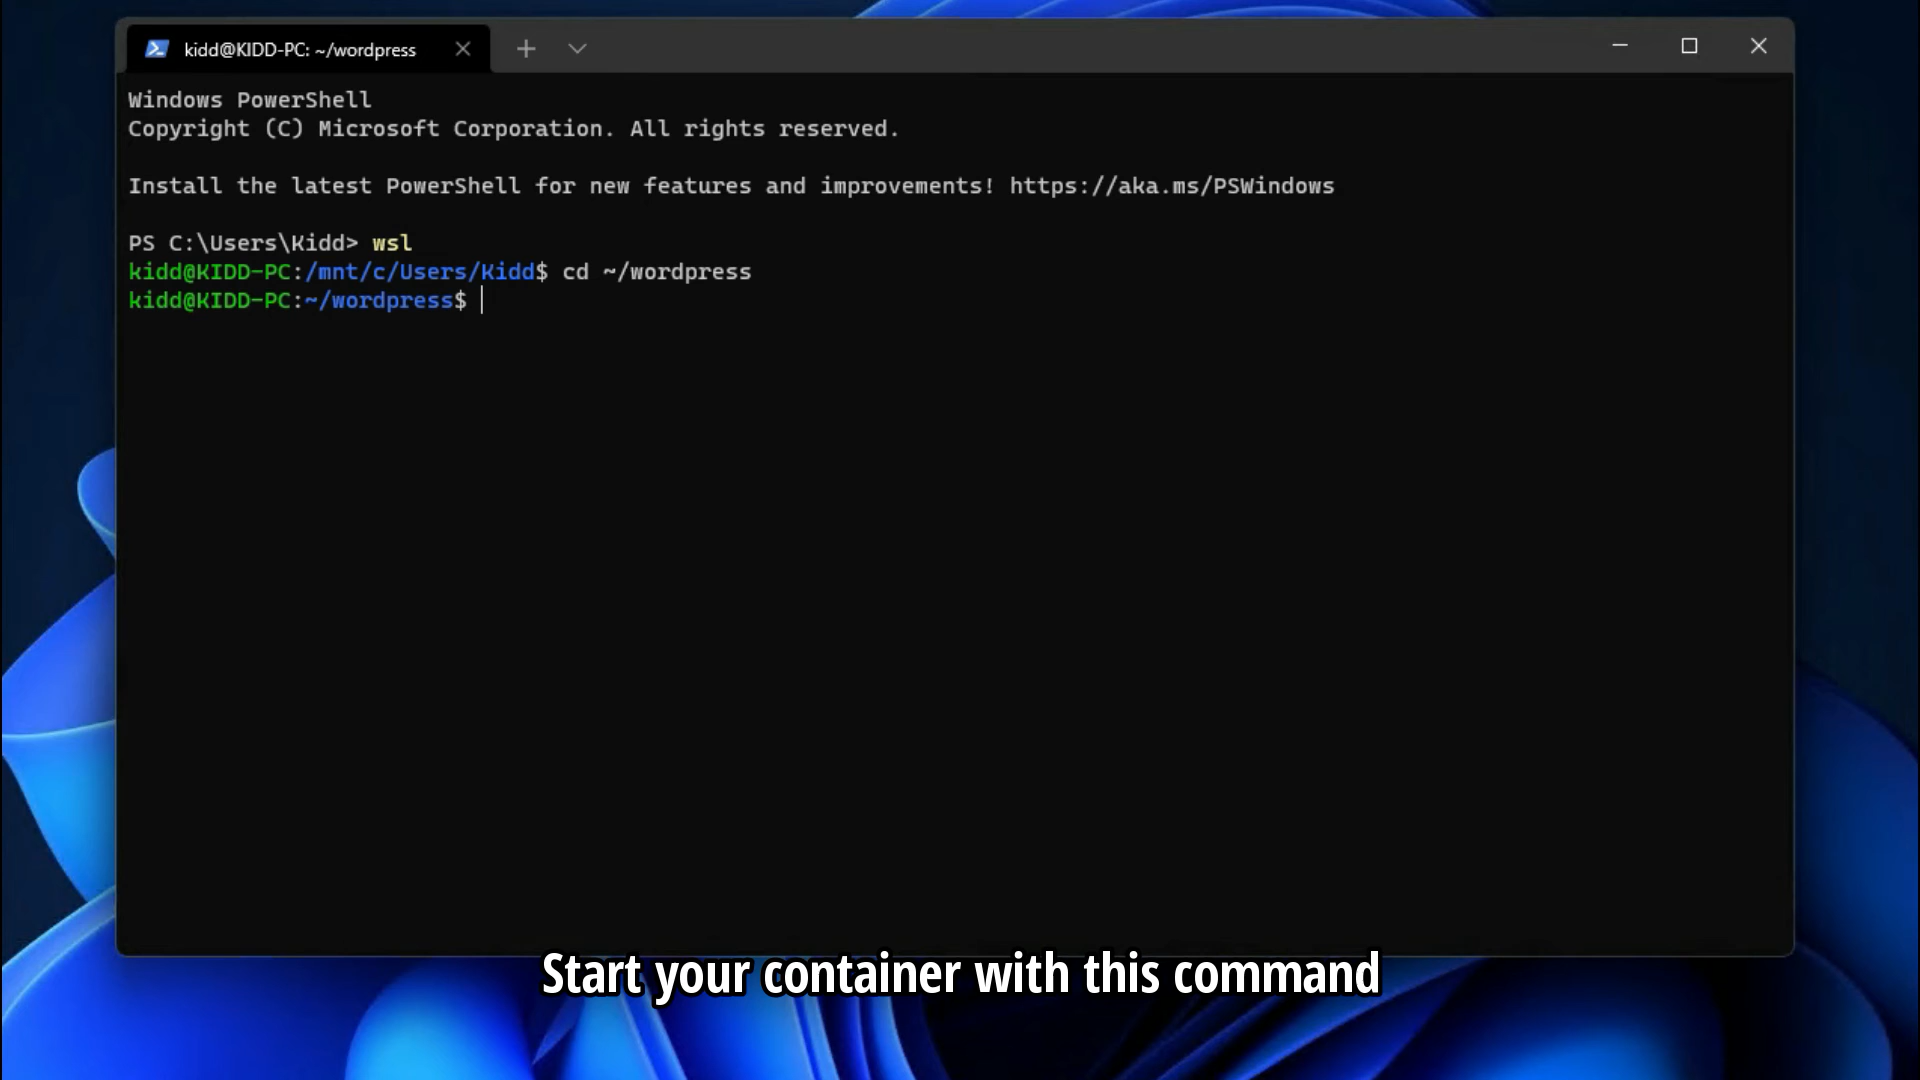 kidd@KIDD-PC: ~/wordpress
Windows PowerShell
Copyright (C) Microsoft Corporation. All rights reserved.
Install the latest PowerShell for new features and improvements! https://aka.ms/PSWindows
PS C:\Users\Kidd> wsl
kidd@KIDD-PC:/mnt/c/Users/Kidd$ cd ~/wordpress
kidd@KIDD-PC:~/wordpress$
Start your container with this command